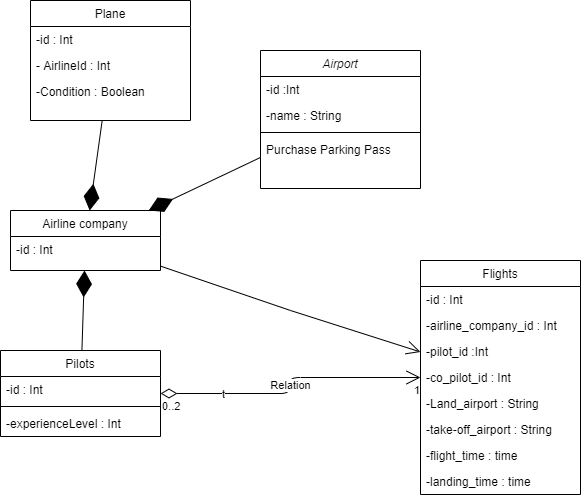 Plane
-id : Int
- AirlineId : Int
-Condition : Boolean
Airport
-id :Int
-name : String
Purchase Parking Pass
Airline company
-id : Int
Flights
-id : Int
-airline_company_id : Int
-pilot_id :Int
-co_pilot_id : Int
-Land_airport : String
-take-off_airport : String
-flight_time : time
-landing_time : time
Pilots
-id : Int
-experienceLevel : Int
0..2
t
Relation
1